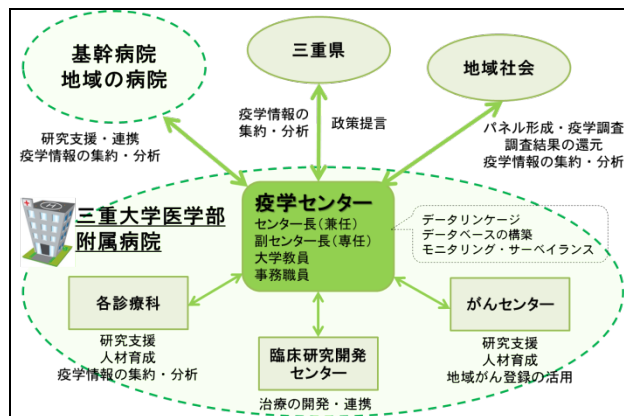 基幹病院
地域の病院
三重県
地域社会
研究支援・連携
疫学情報の集約・分析
疫学情報の
集約・分析
政策提言
パネル形成・疫学調査
調査結果の還元
疫学情報の集約・分析
三重大学医学部
附属病院
疫学センター
センター長(兼任)
副センター長(専任)
大学教員
事務職員
データリンケージ
データベースの構築
モニタリング・サーベイランス
各診療科
研究支援
人材育成
疫学情報の集約・分析
臨床研究開発
センター
治療の開発・連携
がんセンター
研究支援
人材育成
地域がん登録の活用